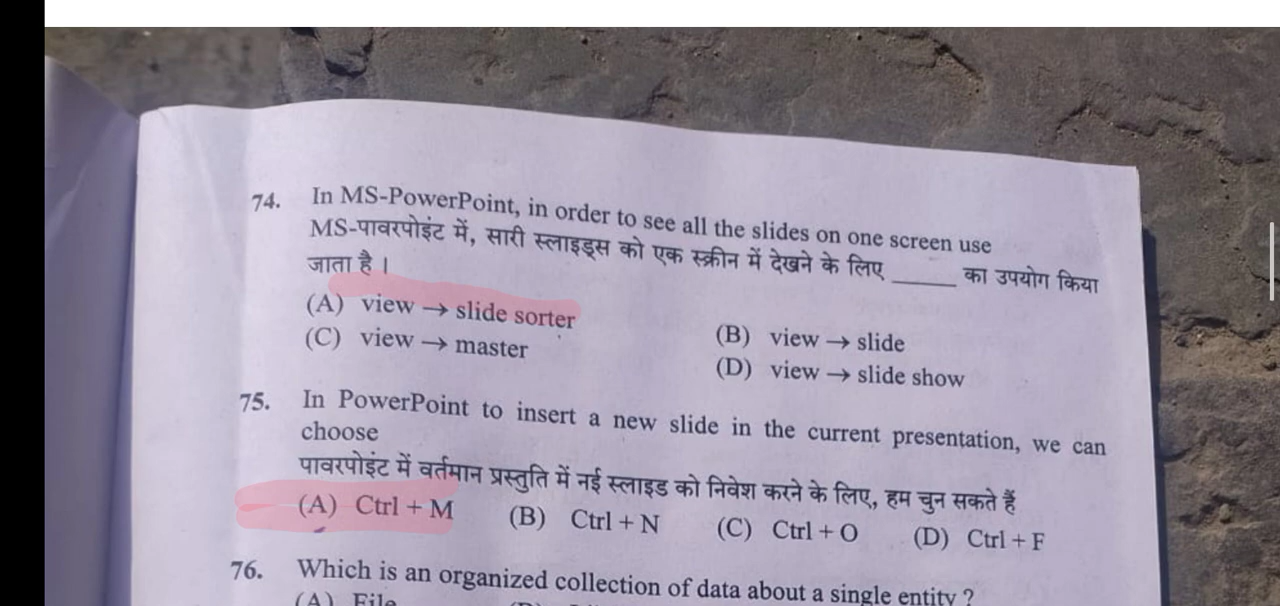 74. In MS-PowerPoint, in order to see all the slides on one screen use
MS-पावरपोइंट में, सारी स्लाइड्स को एक स्क्रीन में देखने के लिए ______ का उपयोग किया
जाता है ।
(A) view → slide sorter
(B) view → slide
(C) view → master
(D) view → slide show
75. In PowerPoint to insert a new slide in the current presentation, we can
choose
पावरपोइंट में वर्तमान प्रस्तुति में नई स्लाइड को निवेश करने के लिए, हम चुन सकते हैं
(A) Ctrl + M (B) Ctrl + N (C) Ctrl + O (D) Ctrl + F
76. Which is an organized collection of data about a single entity ?
(A) File